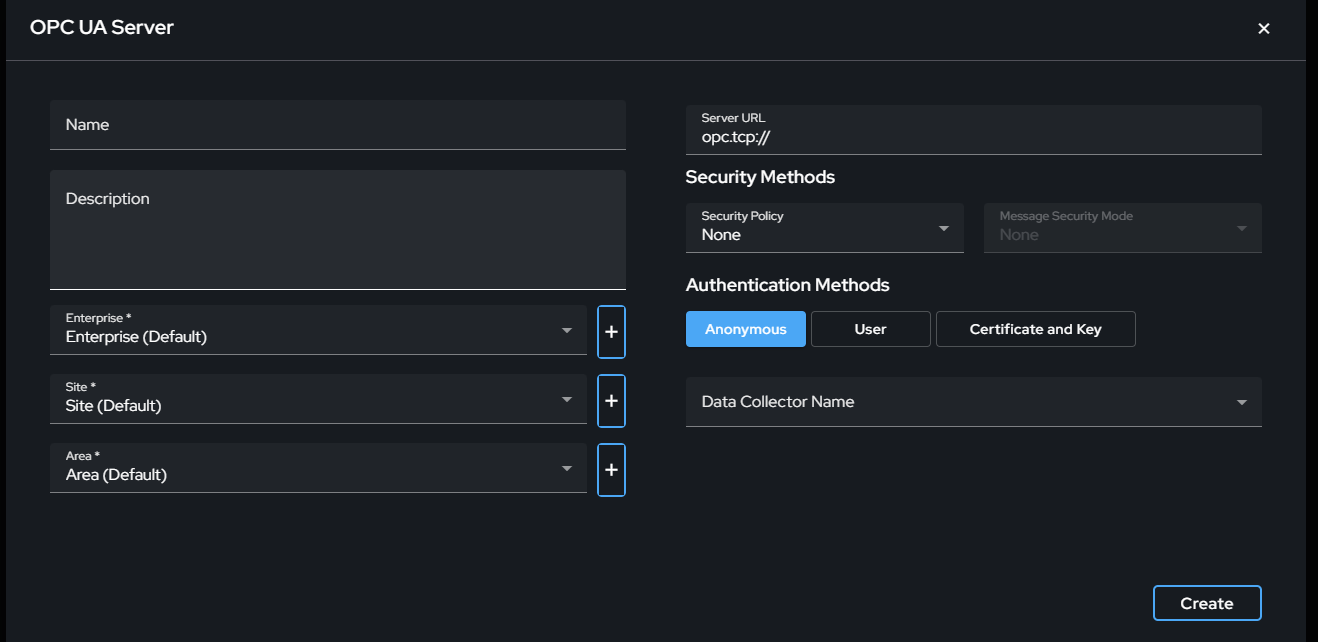 OPC UA Server
Name
Description
Enterprise *
Enterprise (Default)
+
Site *
Site (Default)
+
Area *
Area (Default)
+
Server URL
opc.tcp://
Security Methods
Security Policy
None
Message Security Mode
None
Authentication Methods
Anonymous
User
Certificate and Key
Data Collector Name
Create